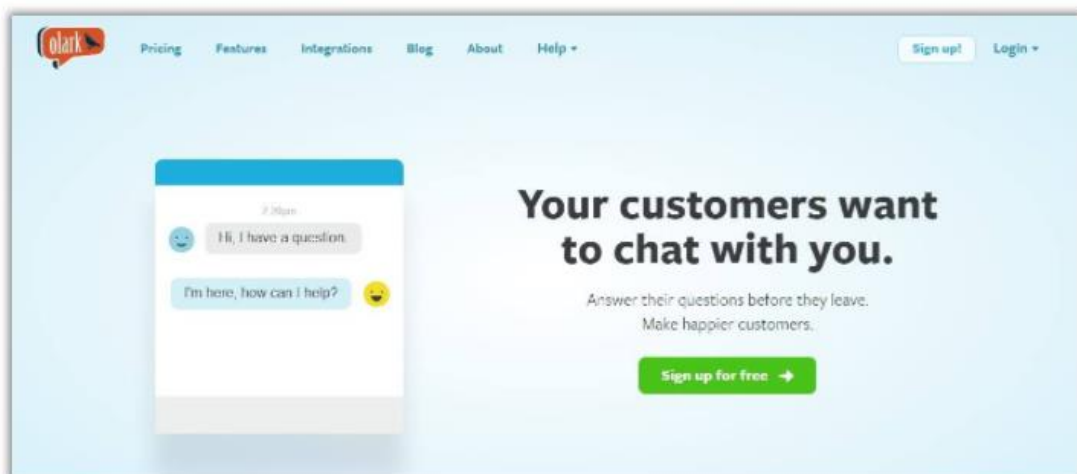 olark
Pricing Features Integrations Blog About Help
Sign up! Login
Your customers want
to chat with you.
Answer their questions before they leave.
Make happier customers.
Sign up for free
Hi, I have a question.
I'm here, how can I help?